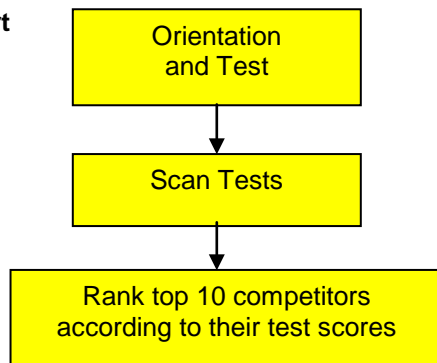 Orientation
and Test
Scan Tests
Rank top 10 competitors
according to their test scores